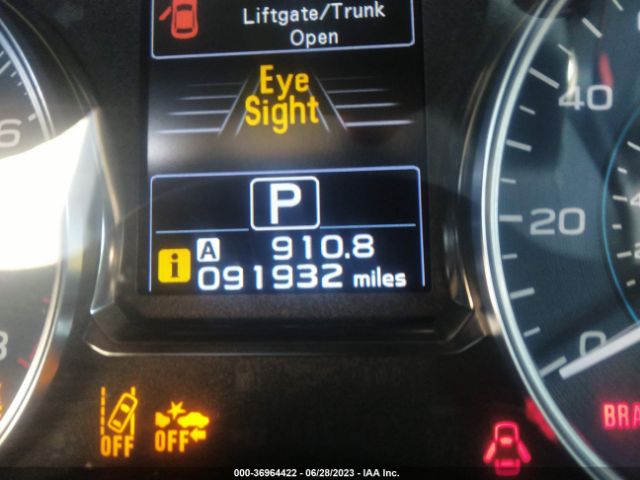 Liftgate/Trunk
Open
Eye
Sight
P
A 910.8
i 091932 miles
6
40
20
0
OFF
OFF
BRA
000-36964422 - 06/28/2023 - IAA Inc.